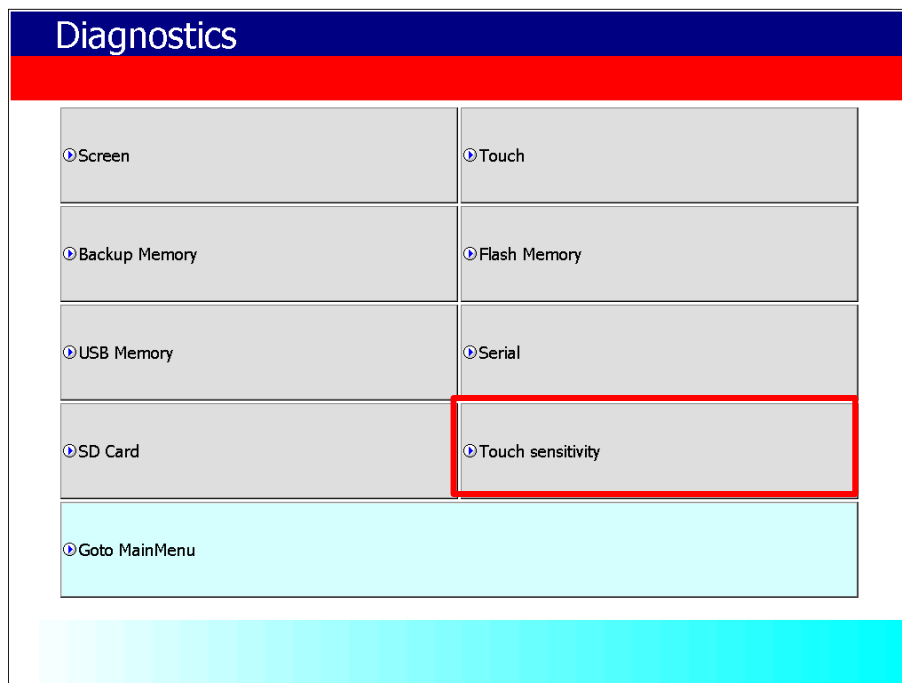 Diagnostics
Screen
Touch
Backup Memory
Flash Memory
USB Memory
Serial
SD Card
Touch sensitivity
Goto MainMenu